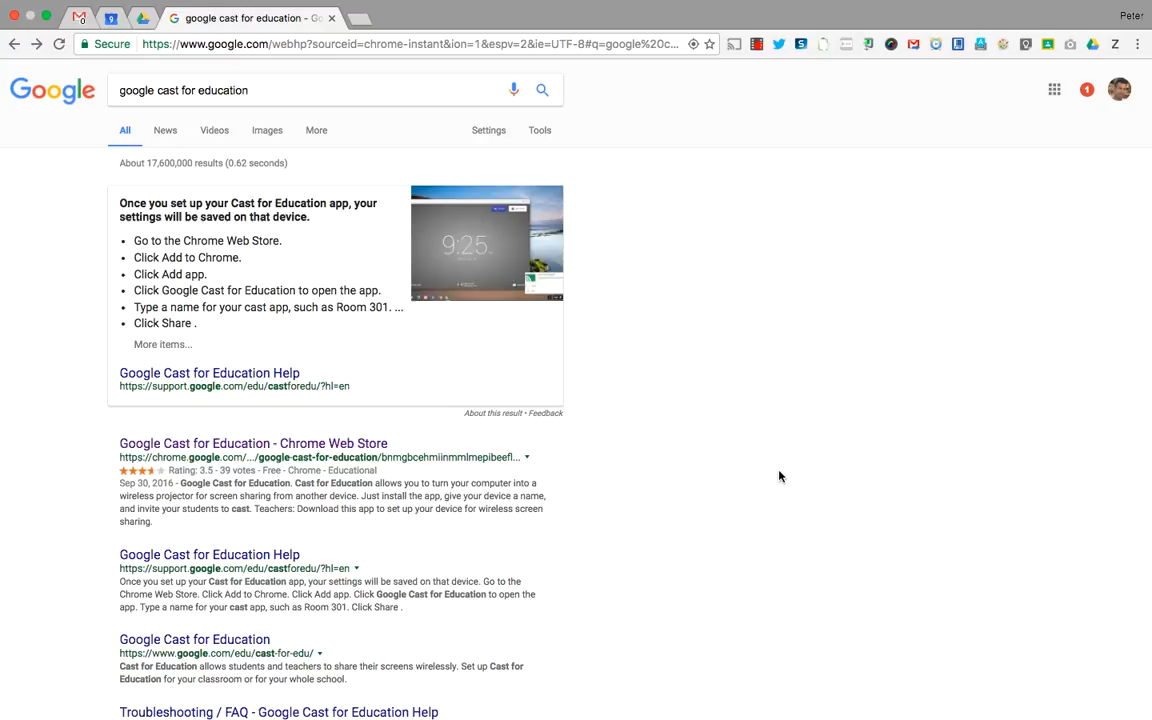 google cast for education - Go
Peter
Secure
https://www.google.com/webhp?sourceid=chrome-instant&ion=1&espv=2&ie=UTF-8#q=google%20c...
Google
google cast for education
1
All
News
Videos
Images
More
Settings
Tools
About 17,600,000 results (0.62 seconds)
Once you set up your Cast for Education app, your
settings will be saved on that device.
• Go to the Chrome Web Store.
• Click Add to Chrome.
• Click Add app.
• Click Google Cast for Education to open the app.
• Type a name for your cast app, such as Room 301. ...
• Click Share .
More items...
9:25
Google Cast for Education Help
https://support.google.com/edu/castforedu/?hl=en
About this result • Feedback
Google Cast for Education - Chrome Web Store
https://chrome.google.com/.../google-cast-for-education/bnmgbcehmiinmmlmepibeefl...
Rating: 3.5 - 39 votes - Free - Chrome - Educational
Sep 30, 2016 - Google Cast for Education. Cast for Education allows you to turn your computer into a
wireless projector for screen sharing from another device. Just install the app, give your device a name,
and invite your students to cast. Teachers: Download this app to set up your device for wireless screen
sharing.
Google Cast for Education Help
https://support.google.com/edu/castforedu/?hl=en
Once you set up your Cast for Education app, your settings will be saved on that device. Go to the
Chrome Web Store. Click Add to Chrome. Click Add app. Click Google Cast for Education to open the
app. Type a name for your cast app, such as Room 301. Click Share .
Google Cast for Education
https://www.google.com/edu/cast-for-edu/
Cast for Education allows students and teachers to share their screens wirelessly. Set up Cast for
Education for your classroom or for your whole school.
Troubleshooting / FAQ - Google Cast for Education Help